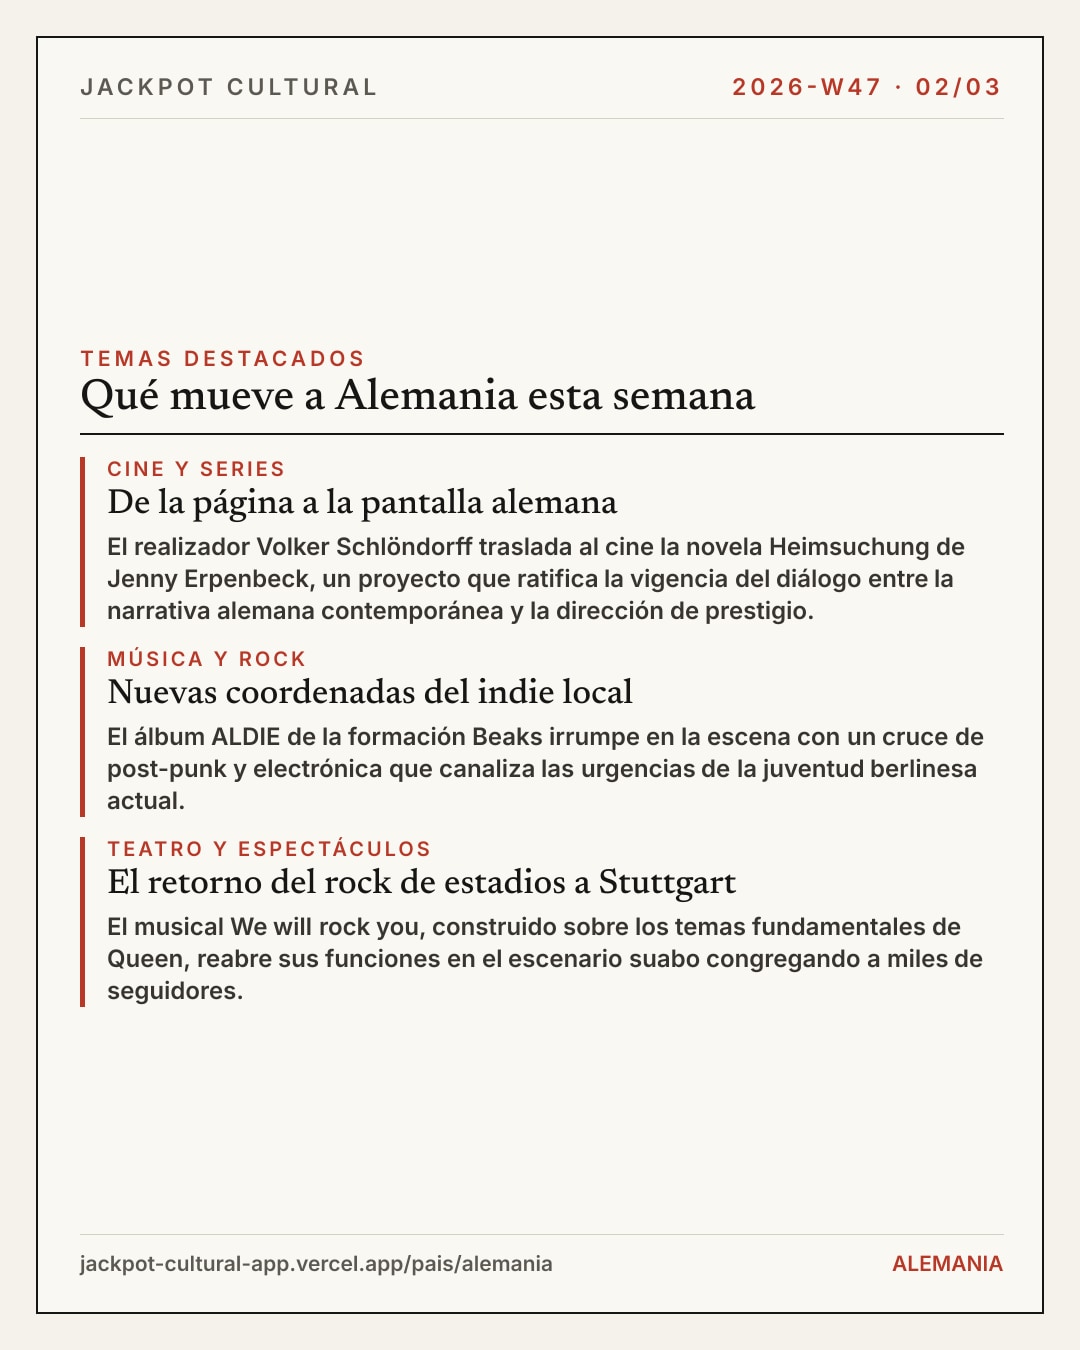 JACKPOT CULTURAL
2026-W47 · 02/03
TEMAS DESTACADOS
Qué mueve a Alemania esta semana
CINE Y SERIES
De la página a la pantalla alemana
El realizador Volker Schlöndorff traslada al cine la novela Heimsuchung de
Jenny Erpenbeck, un proyecto que ratifica la vigencia del diálogo entre la
narrativa alemana contemporánea y la dirección de prestigio.
MÚSICA Y ROCK
Nuevas coordenadas del indie local
El álbum ALDIE de la formación Beaks irrumpe en la escena con un cruce de
post-punk y electrónica que canaliza las urgencias de la juventud berlinesa
actual.
TEATRO Y ESPECTÁCULOS
El retorno del rock de estadios a Stuttgart
El musical We will rock you, construido sobre los temas fundamentales de
Queen, reabre sus funciones en el escenario suabo congregando a miles de
seguidores.
jackpot-cultural-app.vercel.app/pais/alemania
ALEMANIA